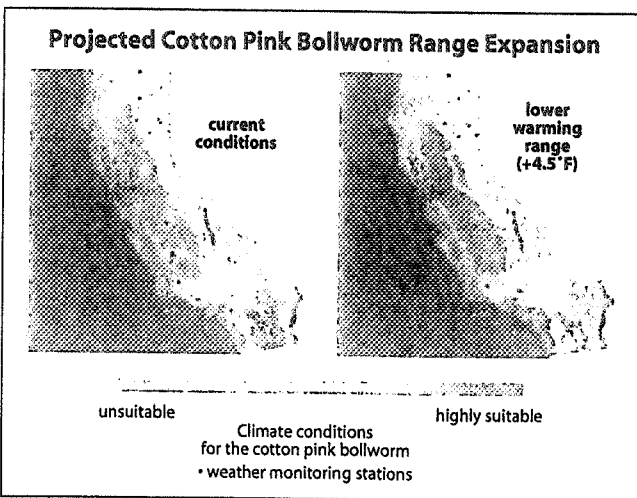 Projected Cotton Pink Bollworm Range Expansion
current
conditions
lower
warming
range
(+4.5°F)
unsuitable
highly suitable
Climate conditions
for the cotton pink bollworm
• weather monitoring stations